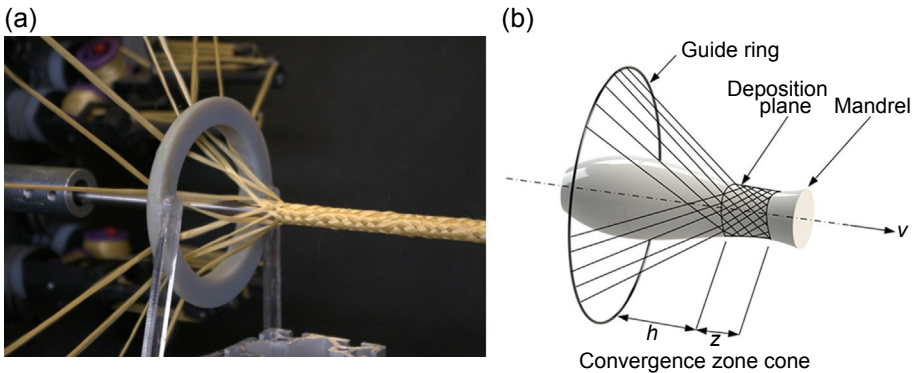 (a)
(b)
Guide ring
Deposition
plane
Mandrel
v
h
z
Convergence zone cone